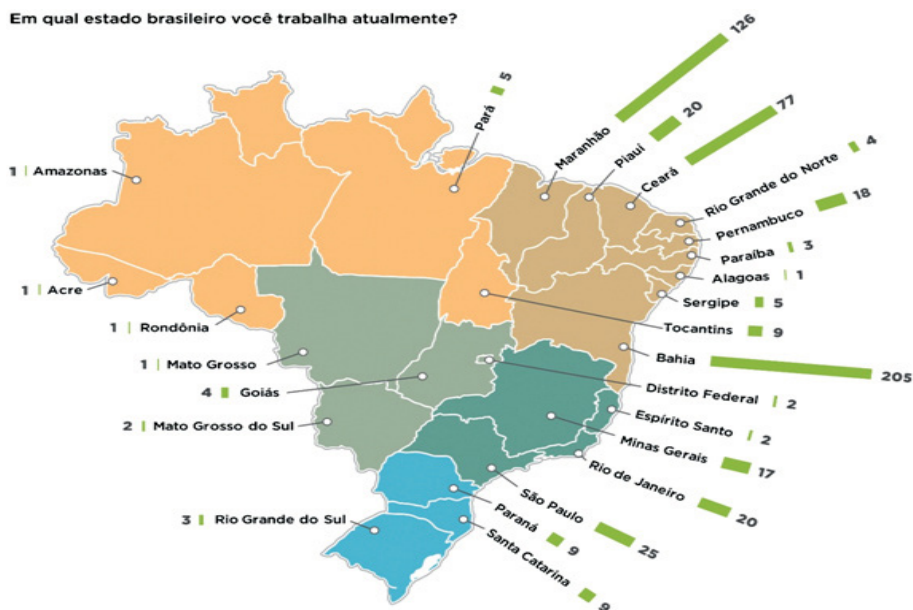 Em qual estado brasileiro você trabalha atualmente?
126
Maranhão
5
Pará
20
Piauí
77
Ceará
4
Rio Grande do Norte
18
Pernambuco
Paraíba 3
Alagoas 1
Sergipe 5
Tocantins 9
Bahia 205
Distrito Federal 2
Espírito Santo 2
Minas Gerais 17
Rio de Janeiro 20
São Paulo 25
Paraná 9
Santa Catarina 9
1 Amazonas
1 Acre
1 Rondônia
1 Mato Grosso
4 Goiás
2 Mato Grosso do Sul
3 Rio Grande do Sul